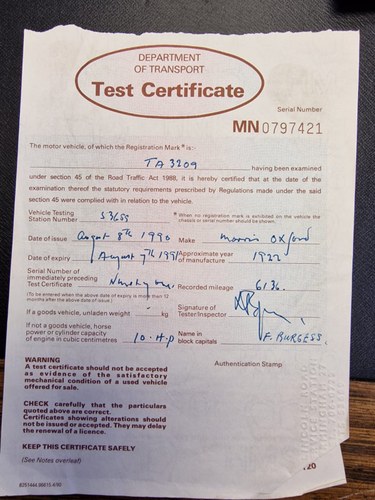 DEPARTMENT
OF TRANSPORT
Test Certificate
Serial Number
MN 0797421
The motor vehicle, of which the Registration Mark * is:-
TA 3209 having been examined
under section 45 of the Road Traffic Act 1988, it is hereby certified that at the date of the
examination thereof the statutory requirements prescribed by Regulations made under the said
section 45 were complied with in relation to the vehicle.
Vehicle Testing
Station Number
* When no registration mark is exhibited on the vehicle the
chassis or serial number should be shown.
Date of issue August 8th 1990 Make Morris Oxford
Date of expiry August 7th 1991 Approximate year
of manufacture 1922
Serial Number of
immediately preceding
Test Certificate
Recorded mileage 6136.
(To be entered when the above date of expiry is more than 12
months after the above date of issue.)
Signature of
Tester/Inspector
If a goods vehicle, unladen weight - kg
If not a goods vehicle, horse
power or cylinder capacity
of engine in cubic centimetres 10.H.P
Name in
block capitals F. BURGESS.
Authentication Stamp
WARNING
A test certificate should not be accepted
as evidence of the satisfactory
mechanical condition of a used vehicle
offered for sale.
CHECK carefully that the particulars
quoted above are correct.
Certificates showing alterations should
not be issued or accepted. They may delay
the renewal of a licence.
KEEP THIS CERTIFICATE SAFELY
(See Notes overleaf)